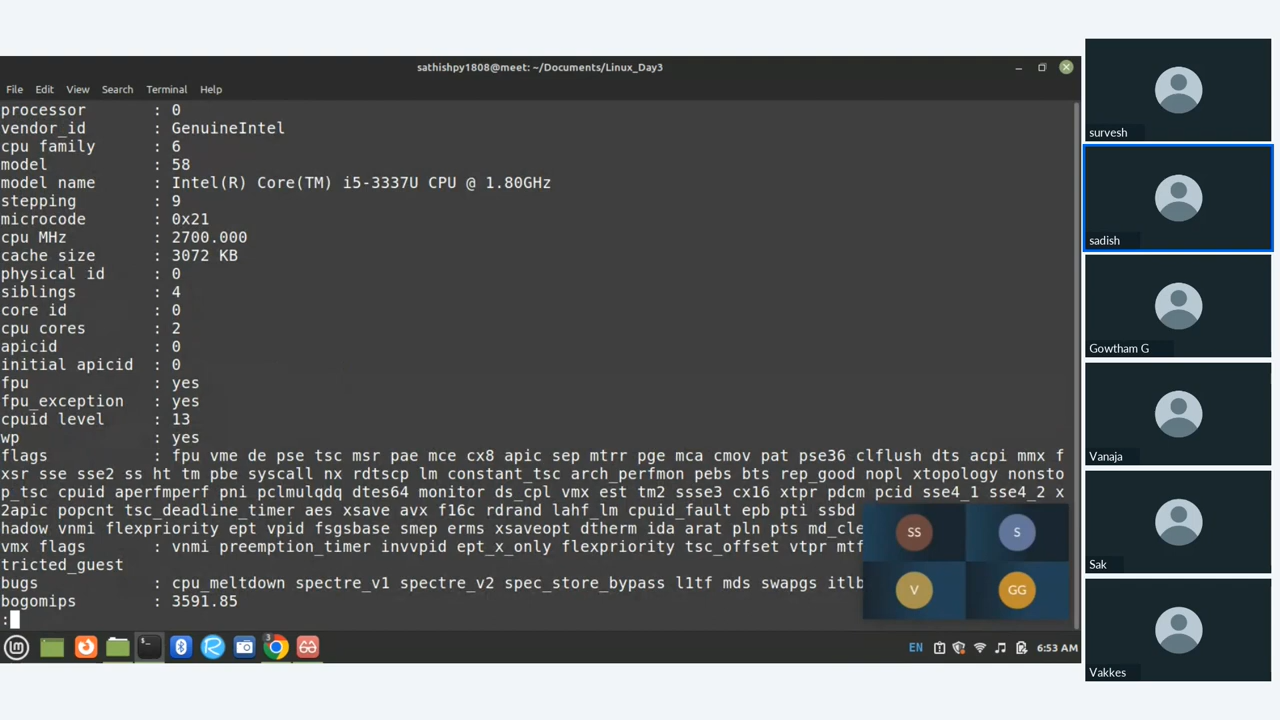 sathishpy1808@meet: ~/Documents/Linux_Day3
File Edit View Search Terminal Help
processor : 0
vendor_id : GenuineIntel
cpu family : 6
model : 58
model name : Intel(R) Core(TM) i5-3337U CPU @ 1.80GHz
stepping : 9
microcode : 0x21
cpu MHz : 2700.000
cache size : 3072 KB
physical id : 0
siblings : 4
core id : 0
cpu cores : 2
apicid : 0
initial apicid : 0
fpu : yes
fpu_exception : yes
cpuid level : 13
wp : yes
flags : fpu vme de pse tsc msr pae mce cx8 apic sep mtrr pge mca cmov pat pse36 clflush dts acpi mmx f
xsr sse sse2 ss ht tm pbe syscall nx rdtscp lm constant_tsc arch_perfmon pebs bts rep_good nopl xtopology nonsto
p_tsc cpuid aperfmperf pni pclmulqdq dtes64 monitor ds_cpl vmx est tm2 ssse3 cx16 xtpr pdcm pcid sse4_1 sse4_2 x
2apic popcnt tsc_deadline_timer aes xsave avx f16c rdrand lahf_lm cpuid_fault epb pti ssbd
hadow vnmi flexpriority ept vpid fsgsbase smep erms xsaveopt dtherm ida arat pln pts md_cle
vmx flags : vnmi preemption_timer invvpid ept_x_only flexpriority tsc_offset vtpr mtf
tricted_guest
bugs : cpu_meltdown spectre_v1 spectre_v2 spec_store_bypass l1tf mds swapgs itlb
bogomips : 3591.85
:
SS S
V GG
EN 6:53 AM
survesh
sadish
Gowtham G
Vanaja
Sak
Vakkes